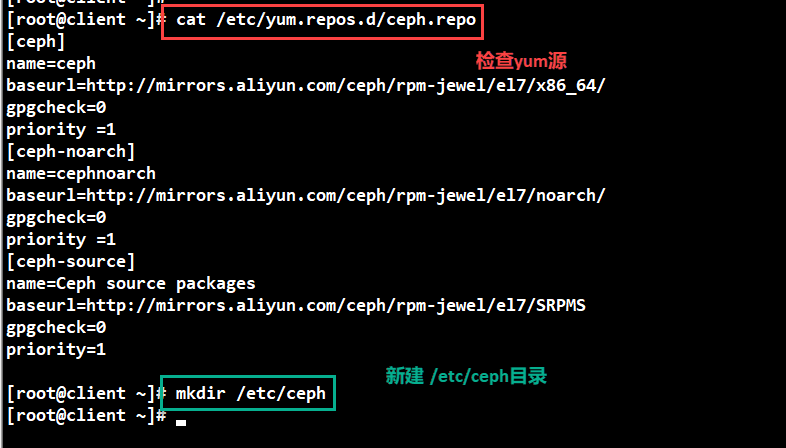 [root@client ~]#
[root@client ~]# cat /etc/yum.repos.d/ceph.repo
[ceph]
检查yum源
name=ceph
baseurl=http://mirrors.aliyun.com/ceph/rpm-jewel/el7/x86_64/
gpgcheck=0
priority =1
[ceph-noarch]
name=cephnoarch
baseurl=http://mirrors.aliyun.com/ceph/rpm-jewel/el7/noarch/
gpgcheck=0
priority =1
[ceph-source]
name=Ceph source packages
baseurl=http://mirrors.aliyun.com/ceph/rpm-jewel/el7/SRPMS
gpgcheck=0
priority=1
新建 /etc/ceph目录
[root@client ~]# mkdir /etc/ceph
[root@client ~]#